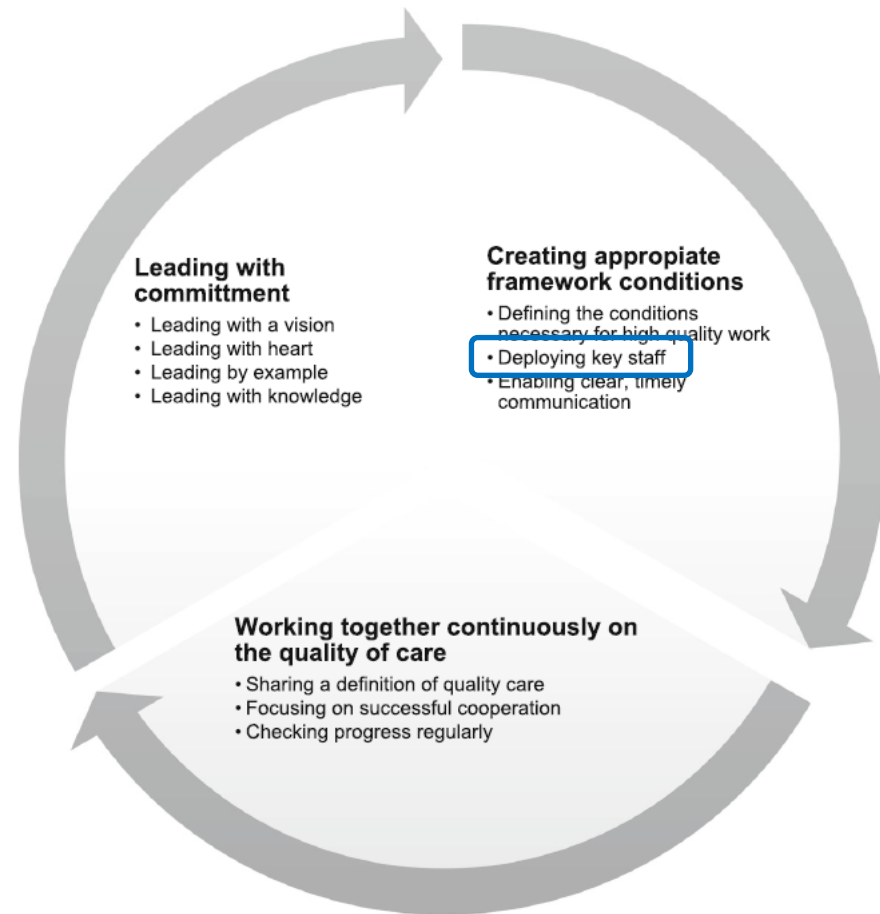 Leading with
committment
• Leading with a vision
• Leading with heart
• Leading by example
• Leading with knowledge
Creating appropiate
framework conditions
• Defining the conditions
necessary for high quality work
• Deploying key staff
• Enabling clear, timely
communication
Working together continuously on
the quality of care
• Sharing a definition of quality care
• Focusing on successful cooperation
• Checking progress regularly